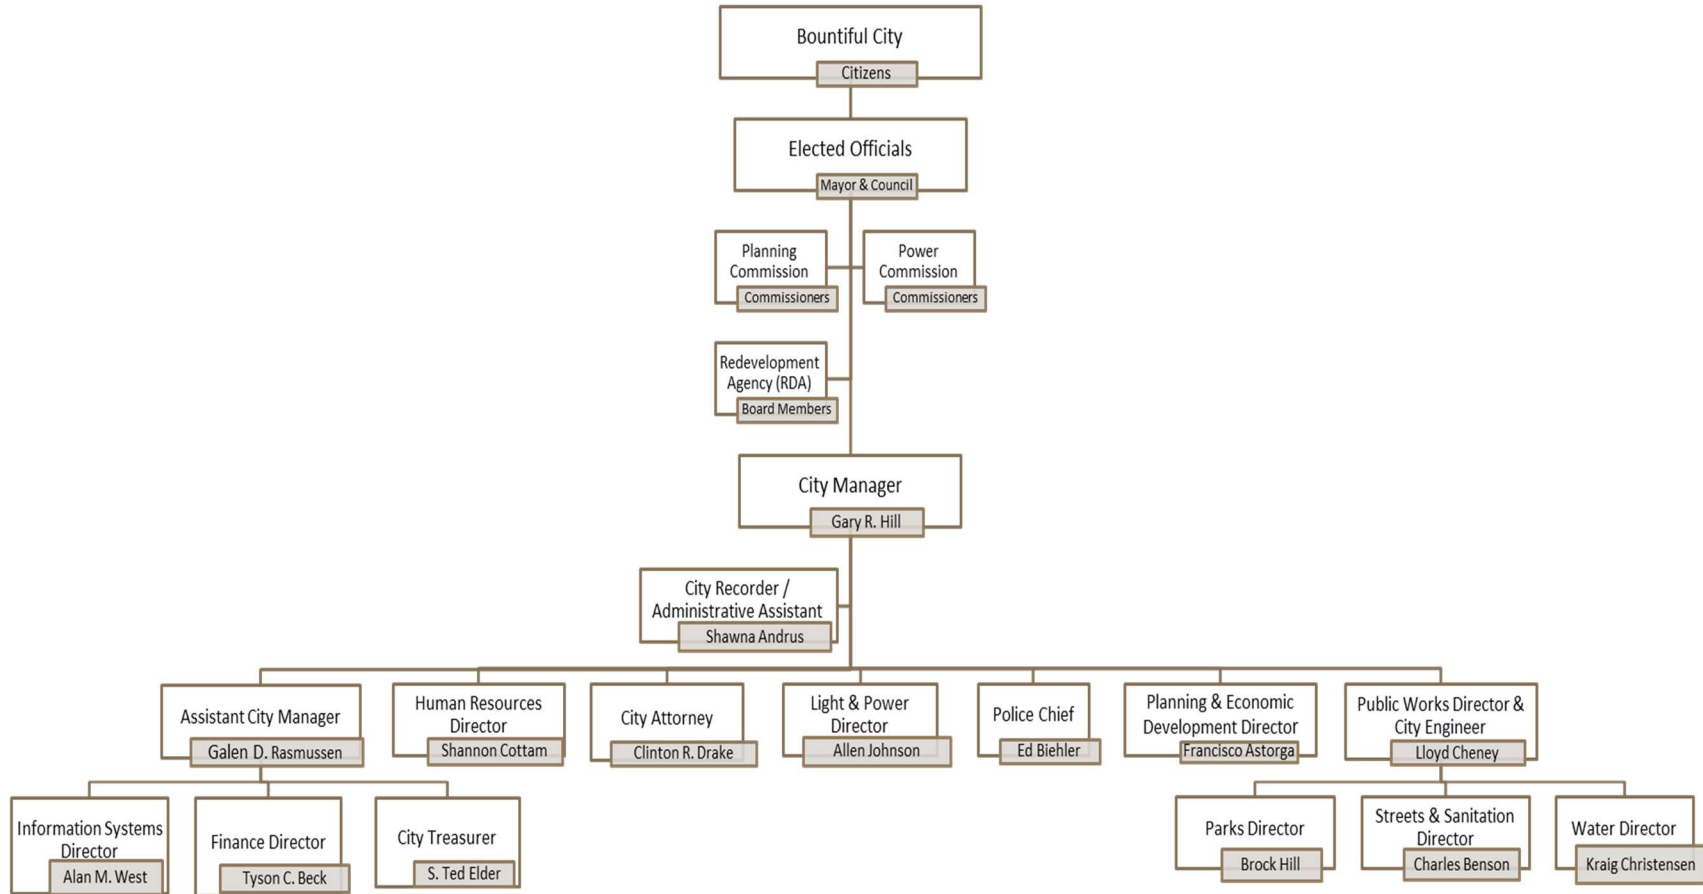 Bountiful City
Citizens
Elected Officials
Mayor & Council
Planning
Commission
Commissioners
Power
Commission
Commissioners
Redevelopment
Agency (RDA)
Board Members
City Manager
Gary R. Hill
City Recorder /
Administrative Assistant
Shawna Andrus
Assistant City Manager
Galen D. Rasmussen
Human Resources
Director
Shannon Cottam
City Attorney
Clinton R. Drake
Light & Power
Director
Allen Johnson
Police Chief
Ed Biehler
Planning & Economic
Development Director
Francisco Astorga
Public Works Director &
City Engineer
Lloyd Cheney
Information Systems
Director
Alan M. West
Finance Director
Tyson C. Beck
City Treasurer
S. Ted Elder
Parks Director
Brock Hill
Streets & Sanitation
Director
Charles Benson
Water Director
Kraig Christensen